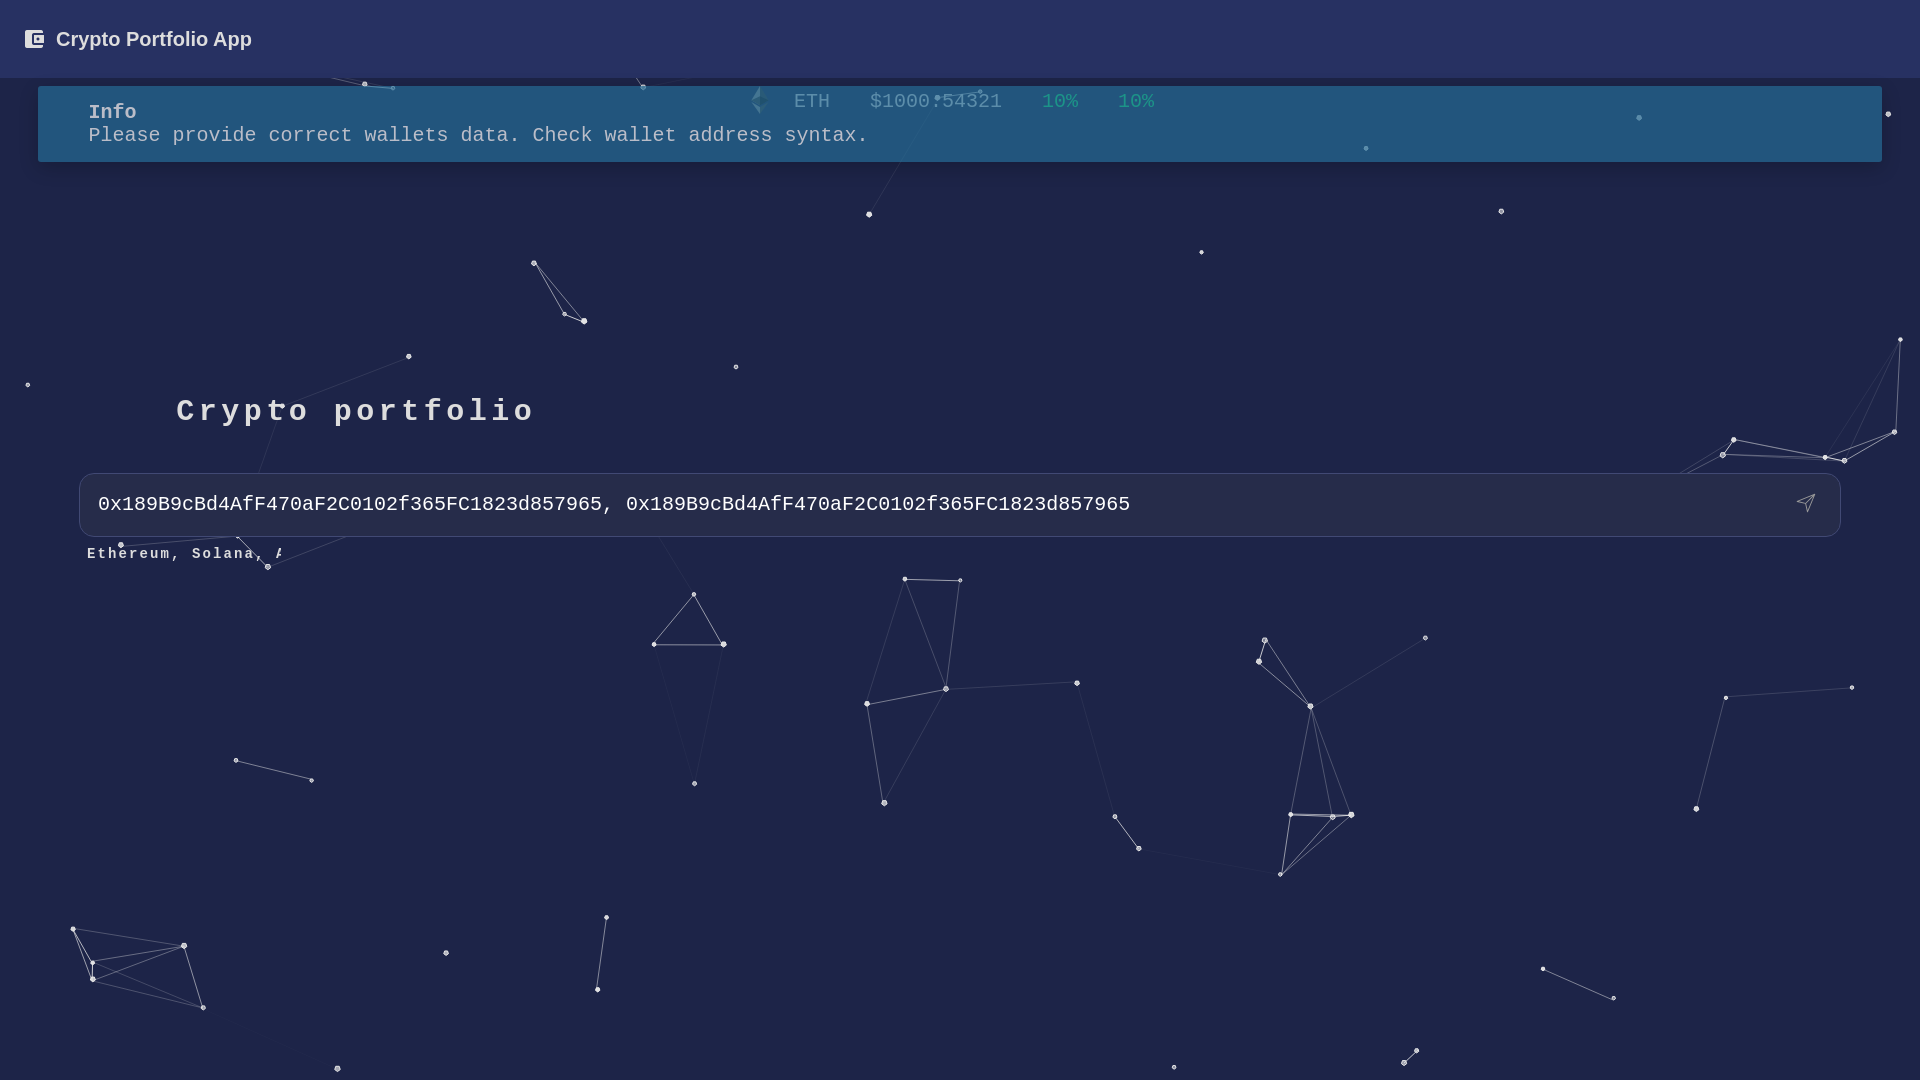 Crypto Portfolio App
ETH $1000.54321 10% 10%
Info
Please provide correct wallets data. Check wallet address syntax.
Crypto portfolio
0x189B9cBd4AfF470aF2C0102f365FC1823d857965, 0x189B9cBd4AfF470aF2C0102f365FC1823d857965
Ethereum, Solana,